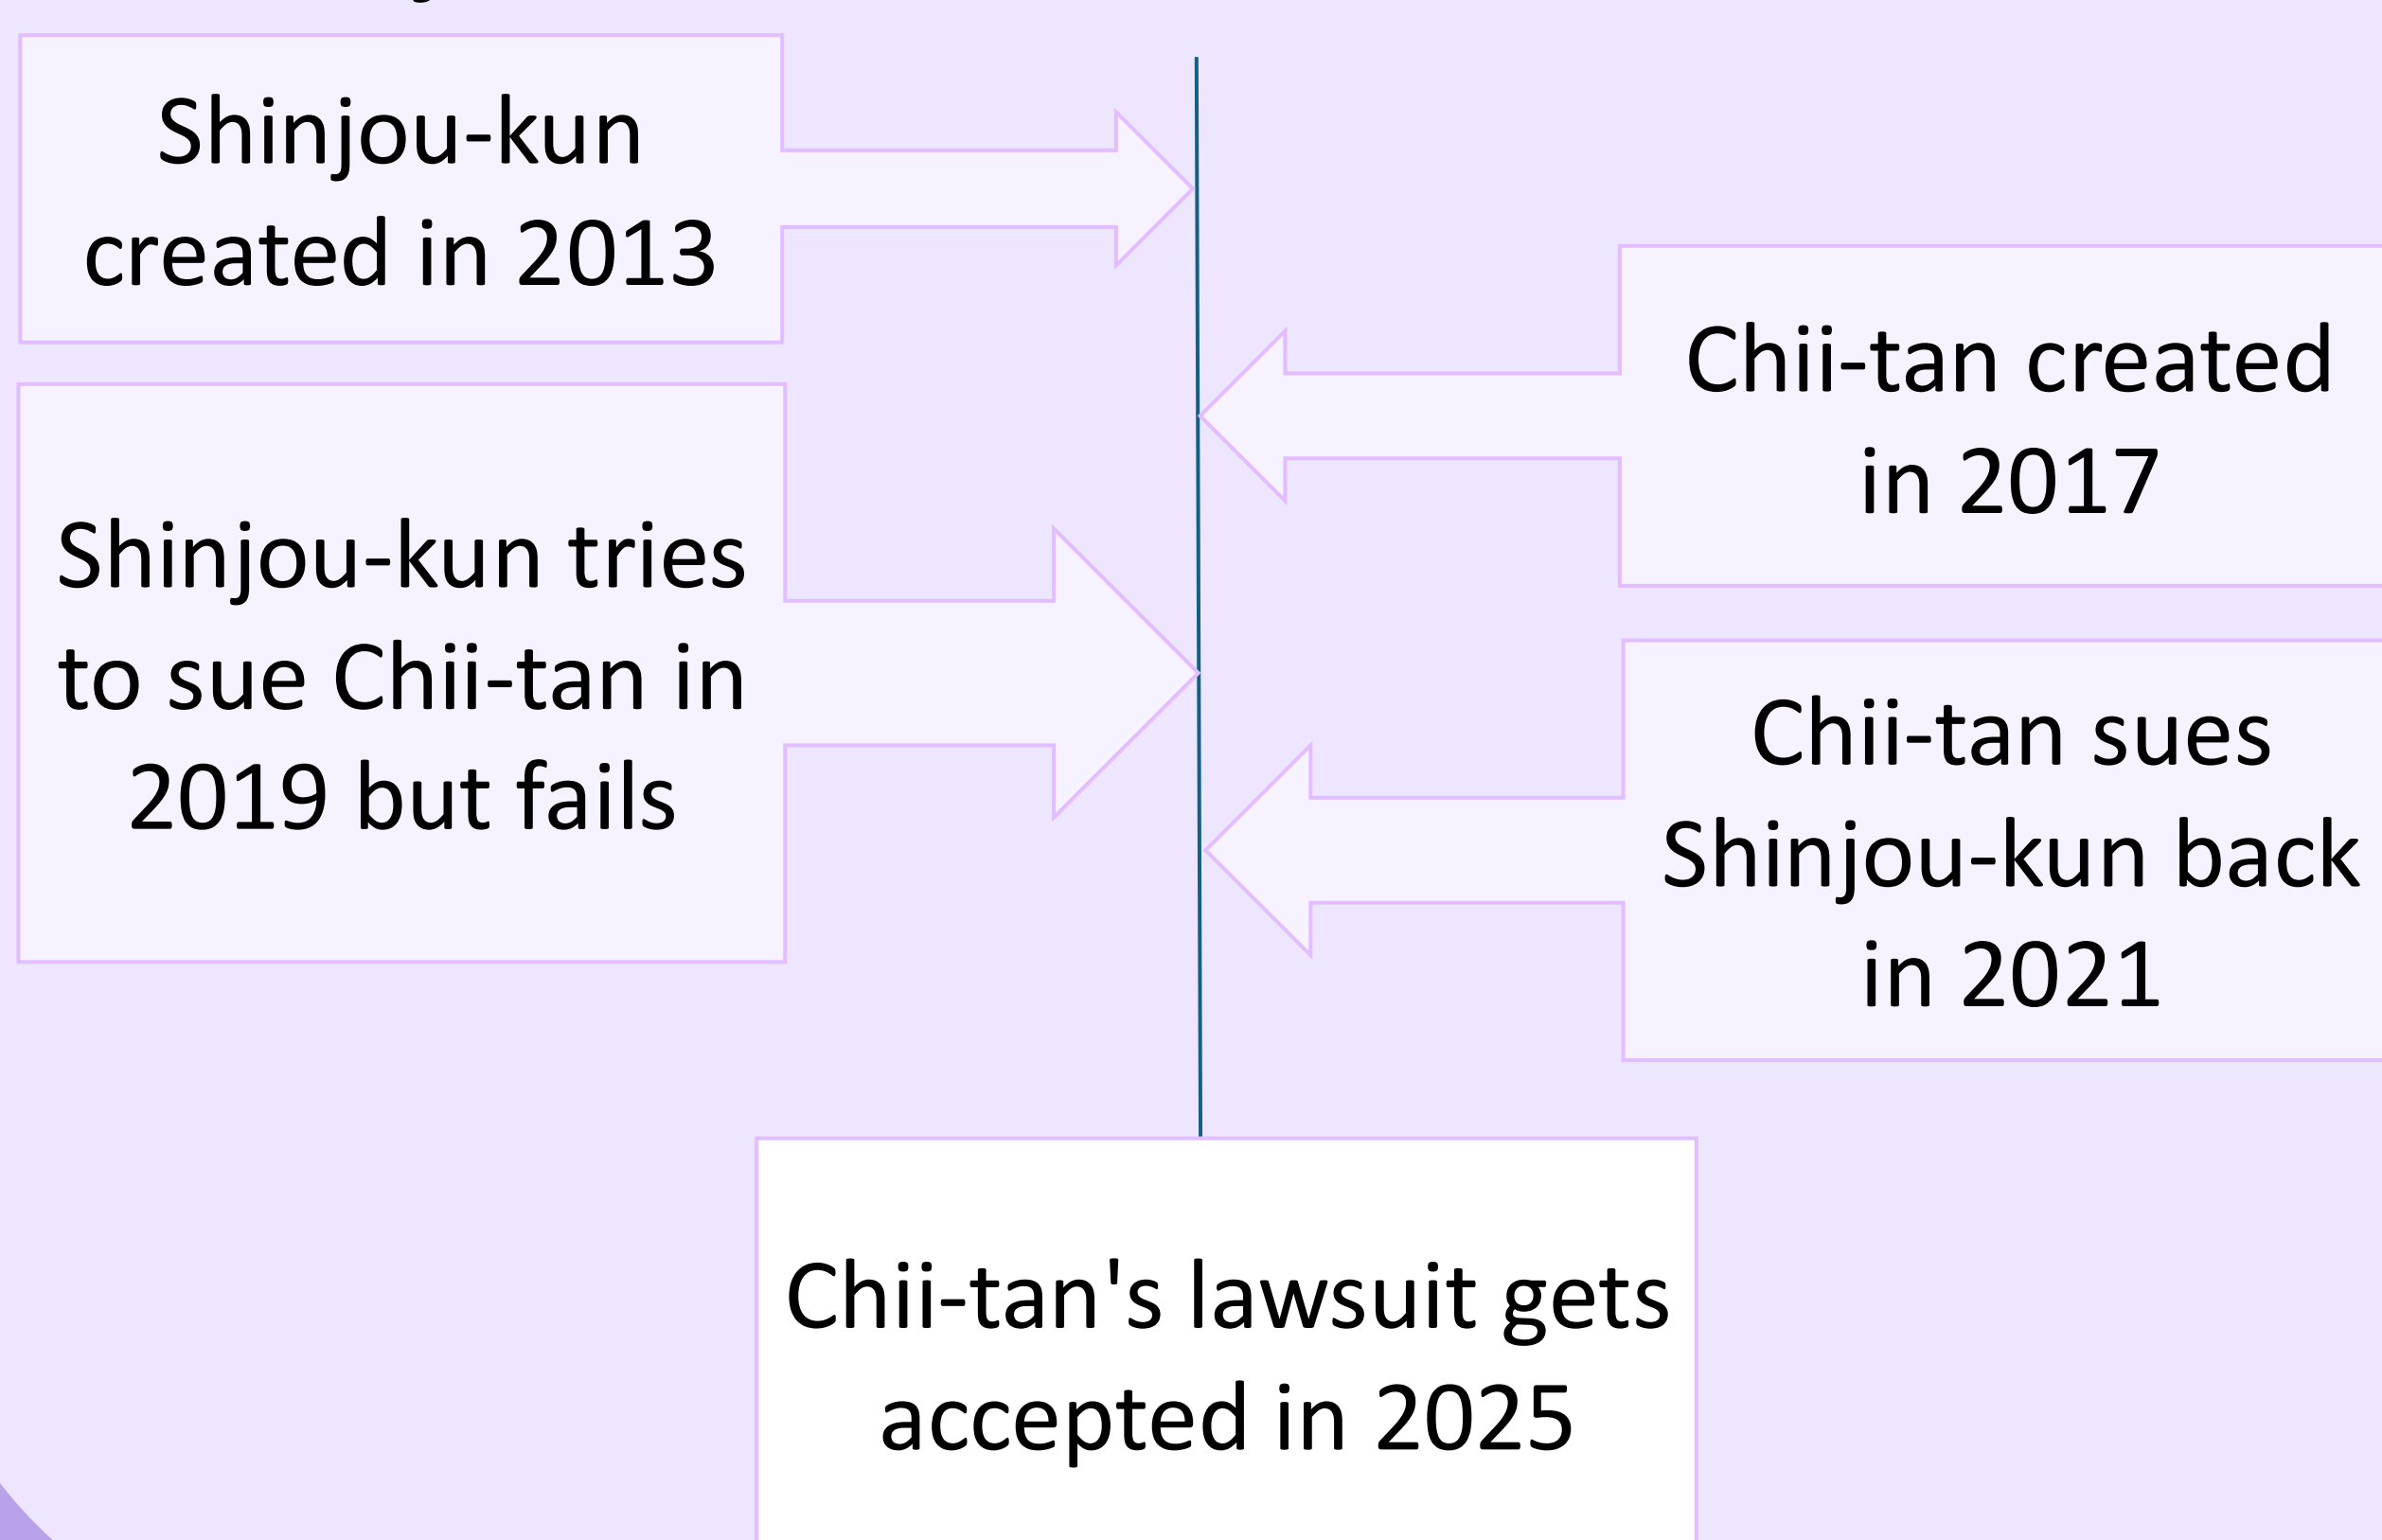 Shinjou-kun
created in 2013
Chii-tan created
in 2017
Shinjou-kun tries
to sue Chii-tan in
2019 but fails
Chii-tan sues
Shinjou-kun back
in 2021
Chii-tan's lawsuit gets
accepted in 2025